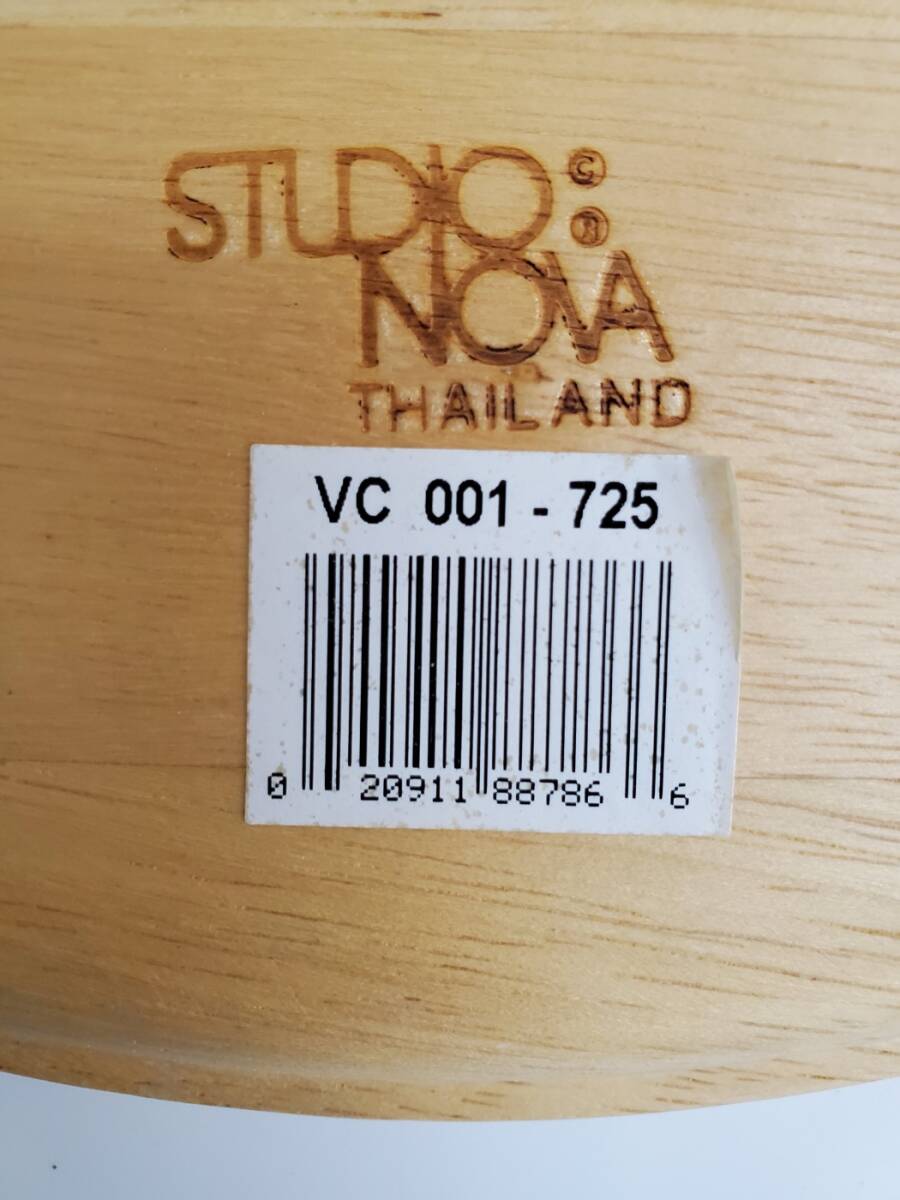 STUDIO ©
®
NOVA
THAILAND
VC 001 - 725
0 20911 88786 6